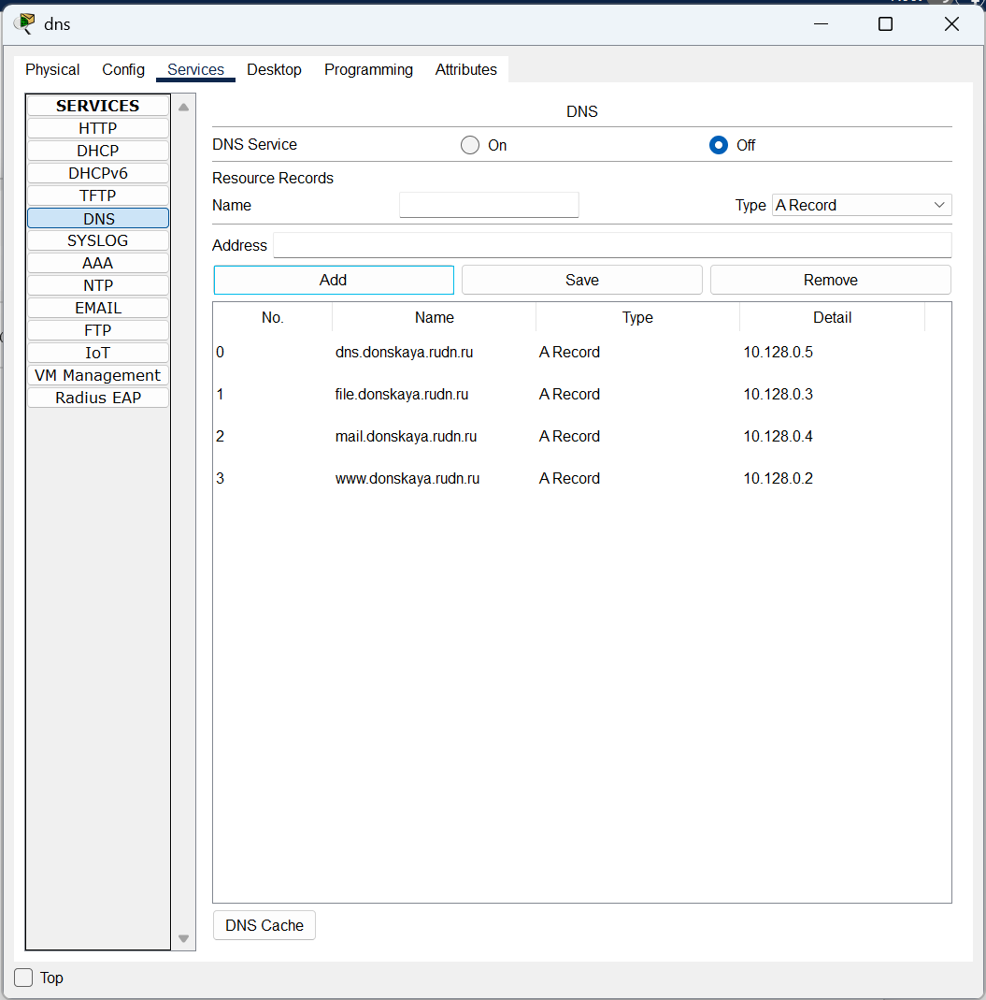 dns
Physical Config Services Desktop Programming Attributes
SERVICES
HTTP
DHCP
DHCPv6
TFTP
DNS
SYSLOG
AAA
NTP
EMAIL
FTP
IoT
VM Management
Radius EAP
DNS
DNS Service On Off
Resource Records
Name Type A Record
Address
Add Save Remove
No. Name Type Detail
0 dns.donskaya.rudn.ru A Record 10.128.0.5
1 file.donskaya.rudn.ru A Record 10.128.0.3
2 mail.donskaya.rudn.ru A Record 10.128.0.4
3 www.donskaya.rudn.ru A Record 10.128.0.2
DNS Cache
Top